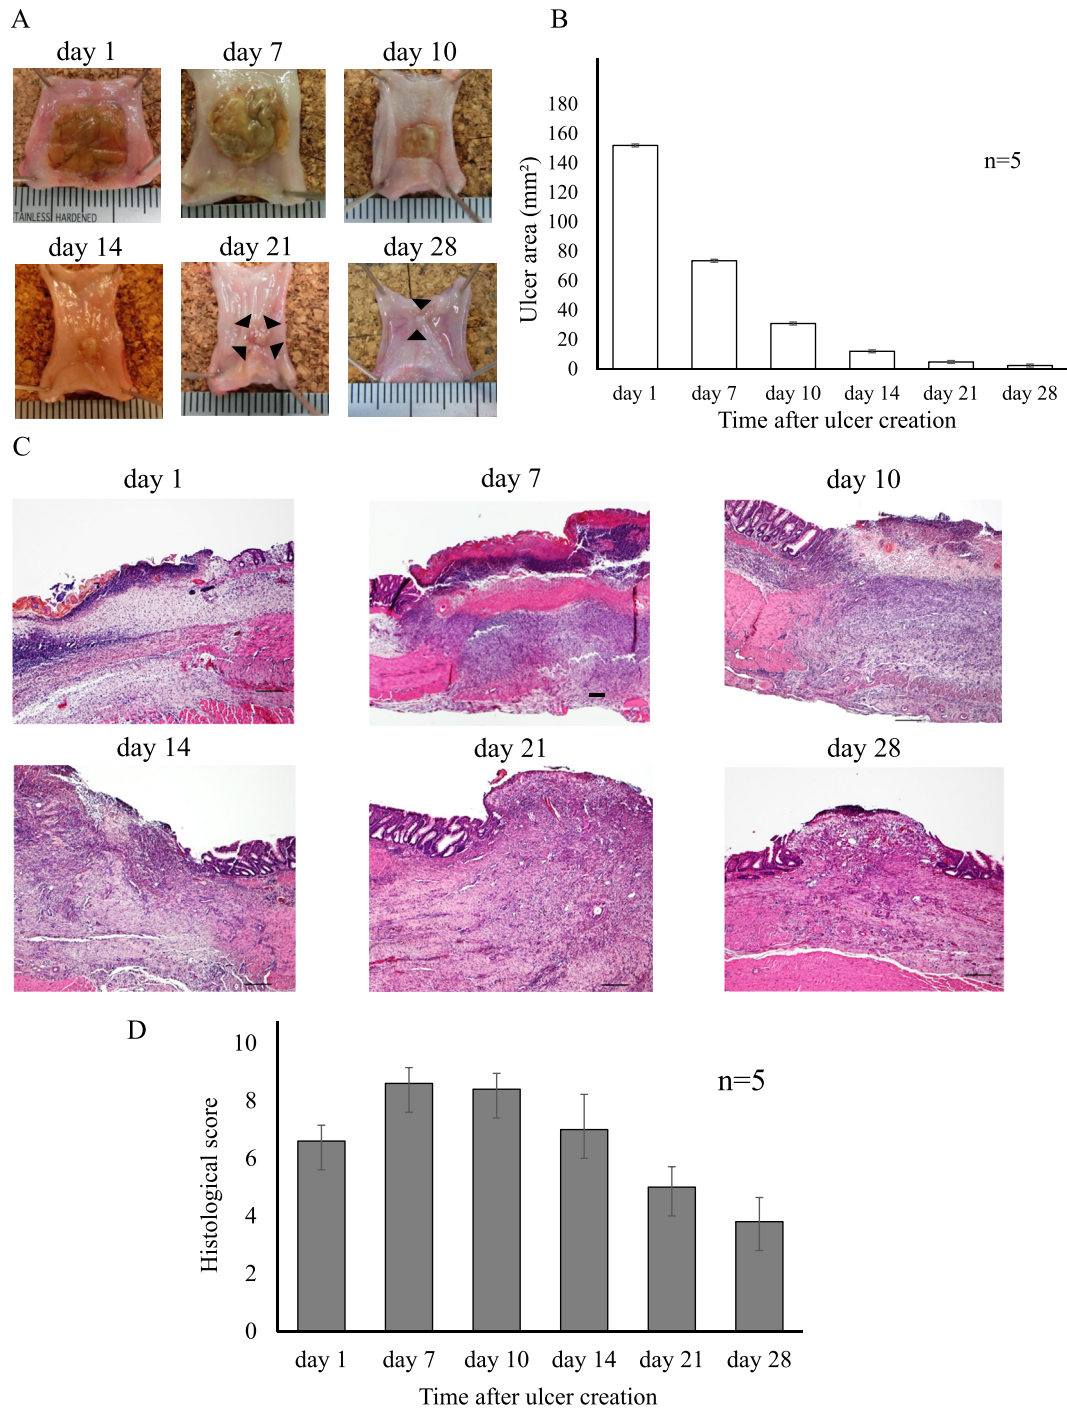 A
day 1
day 7
day 10
TAINLESS HARDENED
day 14
day 21
day 28
B
180
160
140
120
100
80
60
40
20
0
Ulcer area (mm²)
n=5
day 1
day 7
day 10
day 14
day 21
day 28
Time after ulcer creation
C
day 1
day 7
day 10
day 14
day 21
day 28
D
10
8
6
4
2
0
Histological score
n=5
day 1
day 7
day 10
day 14
day 21
day 28
Time after ulcer creation